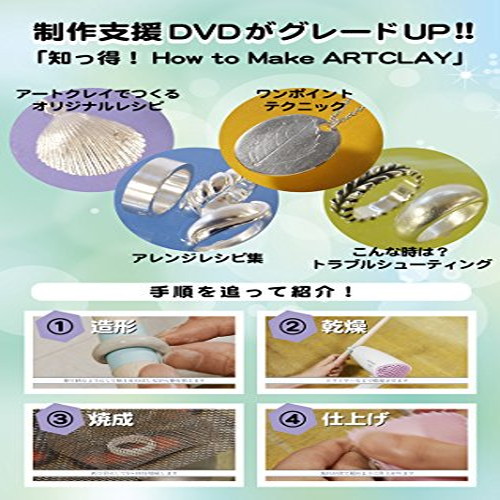 制作支援DVDがグレードUP!!
「知っ得！ How to Make ARTCLAY」
アートクレイでつくる
オリジナルレシピ
ワンポイント
テクニック
アレンジレシピ集
こんな時は？
トラブルシューティング
手順を追って紹介！
① 造形
② 乾燥
③ 焼成
④ 仕上げ